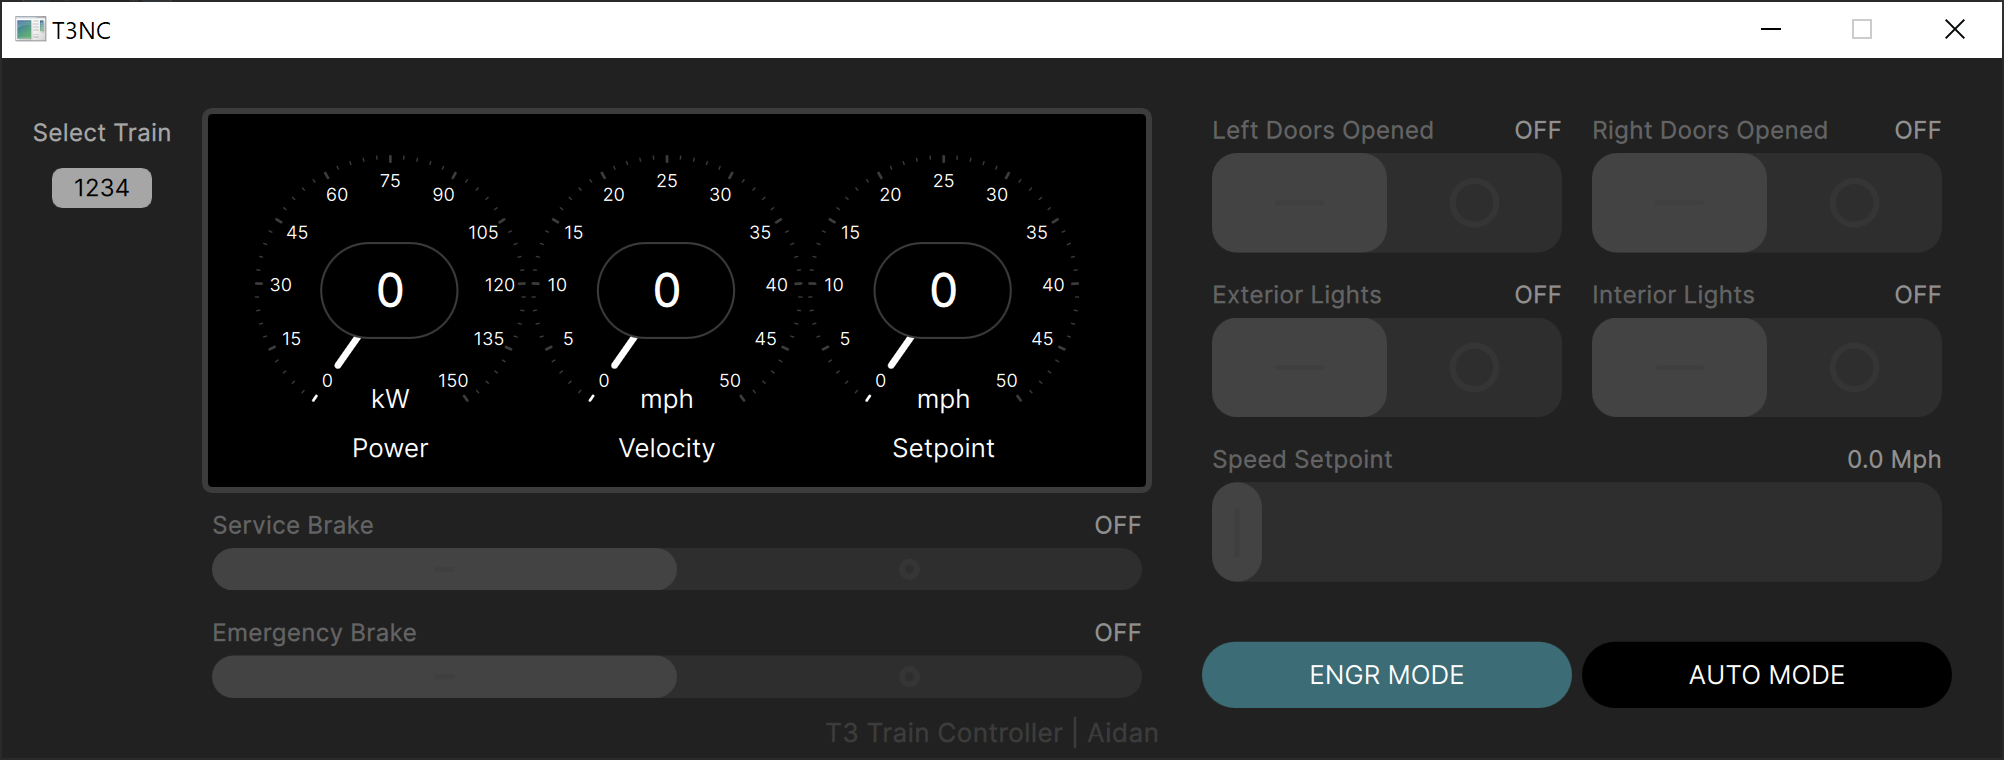 T3NC
Select Train
1234
75
60 90
45 105
30 0 120
15 135
0 150
kW
Power
25
20 30
15 35
10 0 40
5 45
0 50
mph
Velocity
25
20 30
15 35
10 0 40
5 45
0 50
mph
Setpoint
Service Brake OFF
Emergency Brake OFF
Left Doors Opened OFF
Right Doors Opened OFF
Exterior Lights OFF
Interior Lights OFF
Speed Setpoint 0.0 Mph
ENGR MODE
AUTO MODE
T3 Train Controller | Aidan